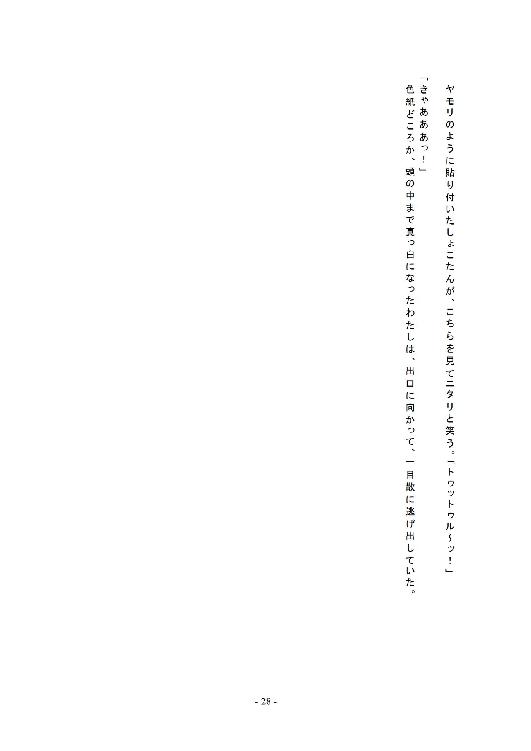 ヤモリのように貼り付いたしょこたんが、こちらを見てニタリと笑う。「トゥットゥル～ッ！」
「きゃあああっ！」
色紙どころか、頭の中まで真っ白になったわたしは、出口に向かって、一目散に逃げ出していた。
- 28 -